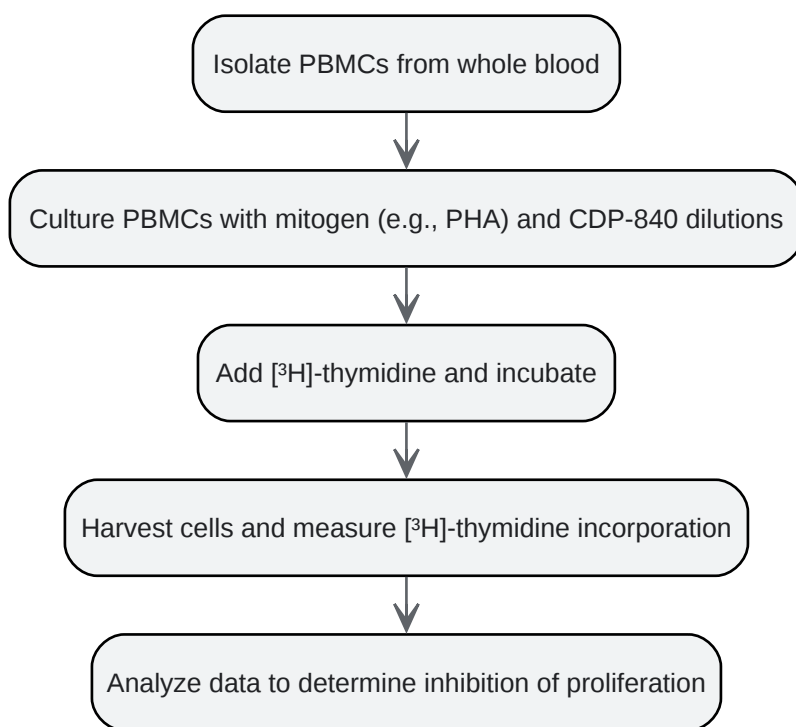 Isolate PBMCs from whole blood
Culture PBMCs with mitogen (e.g., PHA) and CDP-840 dilutions
Add [³H]-thymidine and incubate
Harvest cells and measure [³H]-thymidine incorporation
Analyze data to determine inhibition of proliferation